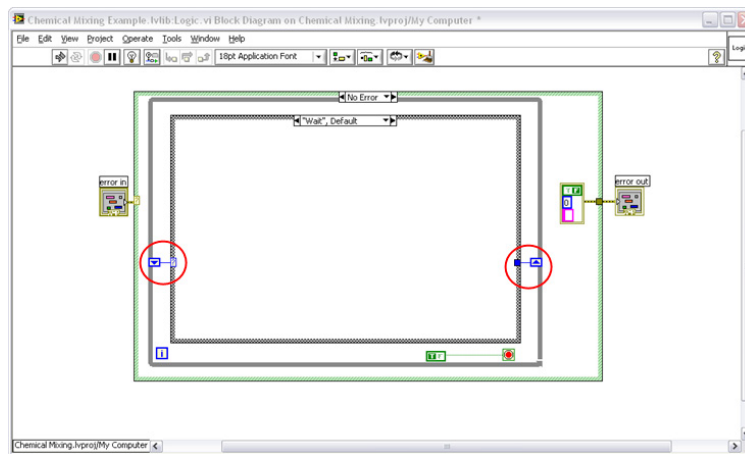 Chemical Mixing Example.lvlib:Logic.vi Block Diagram on Chemical Mixing.lvproj/My Computer *
File Edit View Project Operate Tools Window Help
18pt Application Font
Logi
No Error
"Wait", Default
error in
error out
T F
0
i
T F
Chemical Mixing.lvproj/My Computer